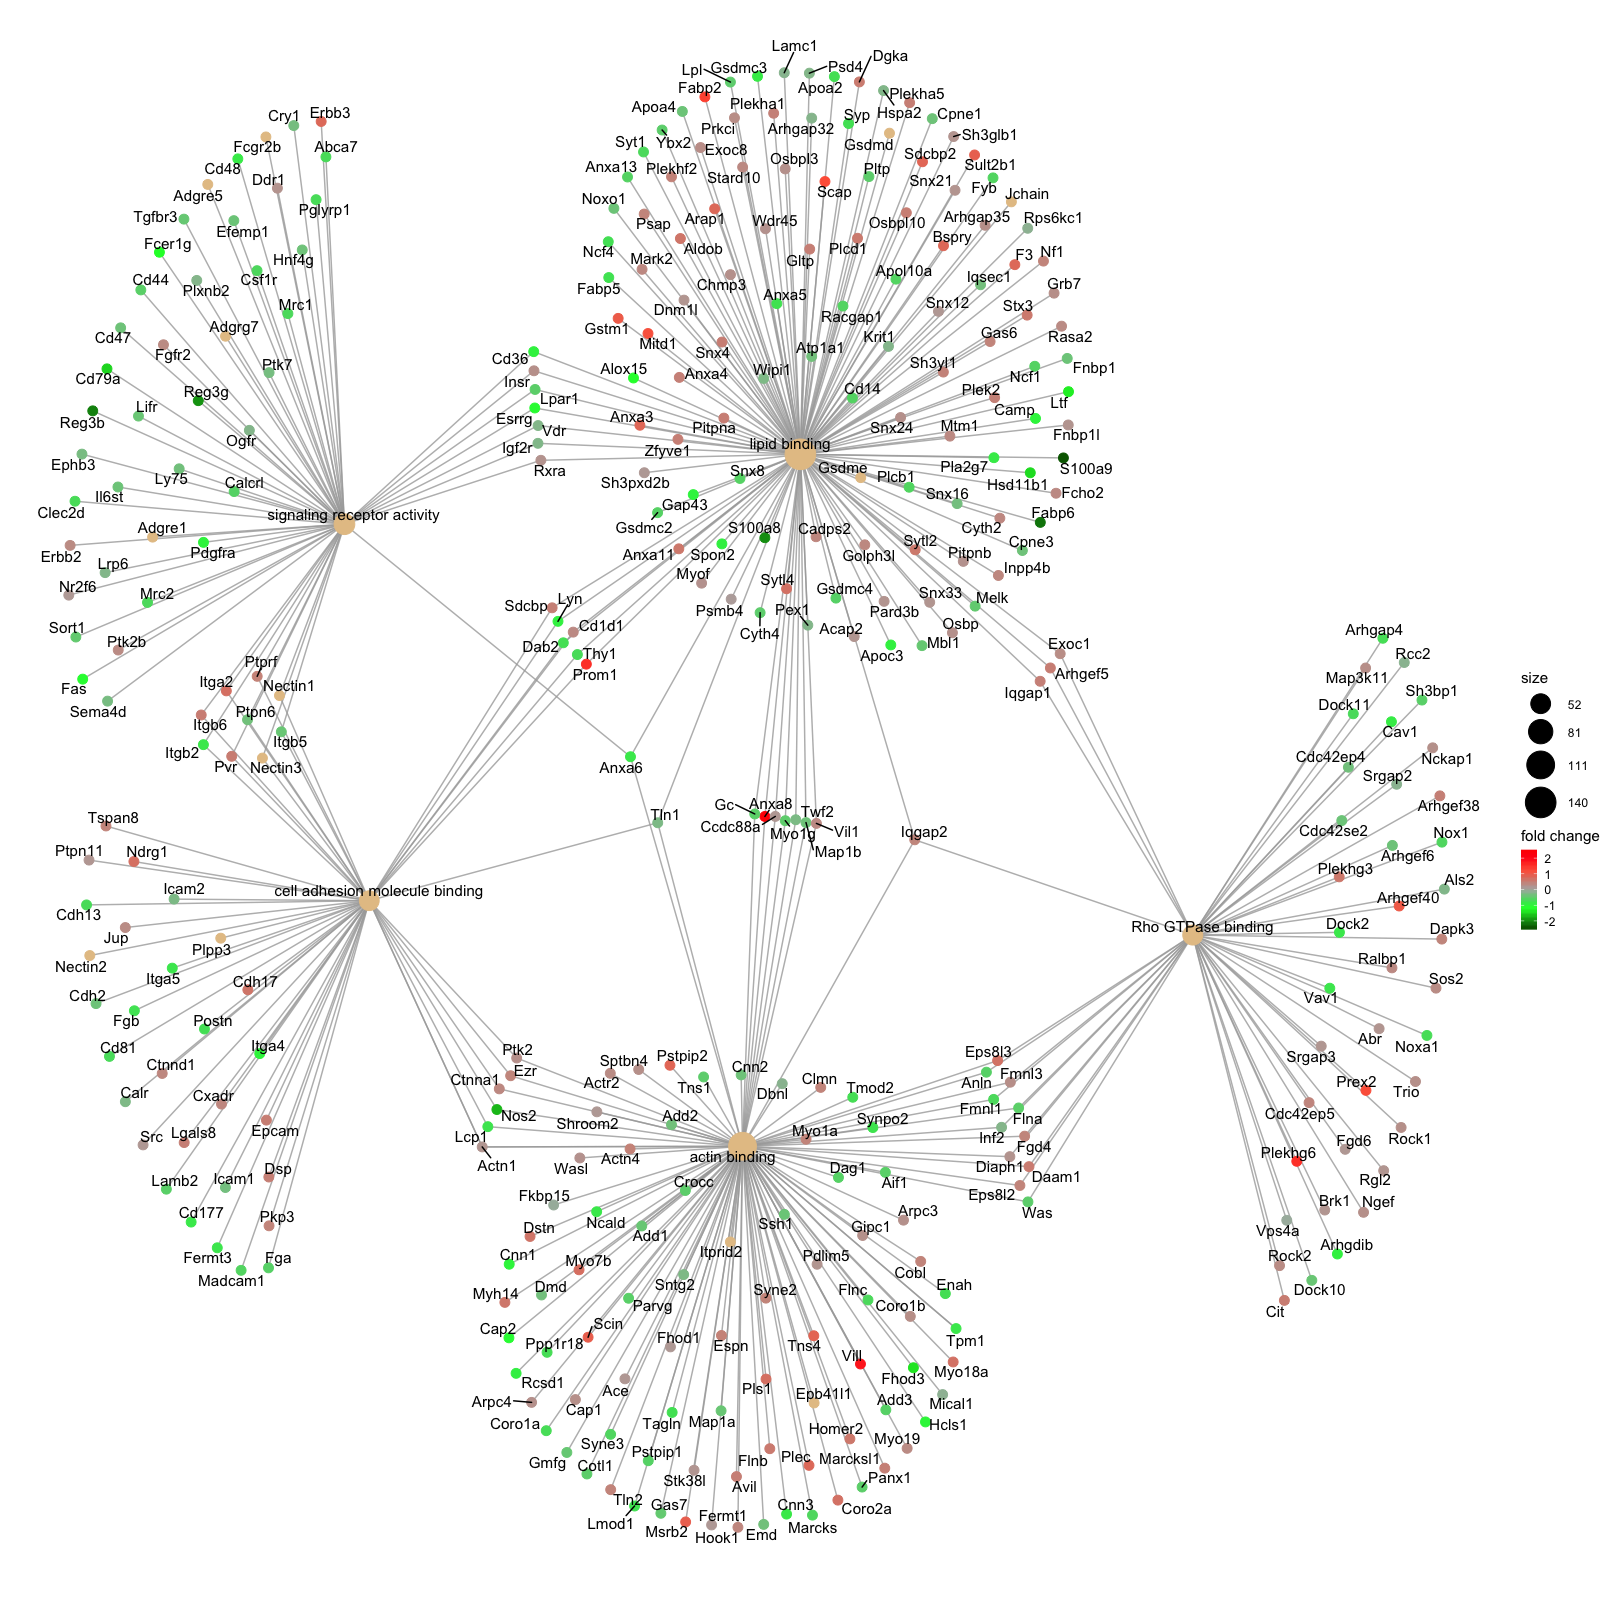 Lamc1
Lpl
Gsdmc3
Psd4
Dgka
Fabp2
Apoa2
Plekha5
Apoa4
Plekha1
Hspa2
Cpne1
Prkci
Arhgap32
Syp
Sh3glb1
Ybx2
Syt1
Exoc8
Osbpl3
Gsdmd
Sdcbp2
Sult2b1
Anxa13
Plekhf2
Stard10
Scap
Pltp
Snx21
Fyb
Jchain
Noxo1
Psap
Arap1
Wdr45
Osbpl10
Arhgap35
Rps6kc1
Ncf4
Mark2
Aldob
Gltp
Plcd1
Bspry
F3
Nf1
Fabp5
Dnm1l
Chmp3
Anxa5
Apol10a
Iqsec1
Grb7
Racgap1
Snx12
Stx3
Gstm1
Mitd1
Snx4
Atp1a1
Krit1
Gas6
Rasa2
Alox15
Anxa4
Wipi1
Cd14
Sh3yl1
Ncf1
Fnbp1
Plek2
Camp
Ltf
Anxa3
Pitpna
Snx24
Mtm1
Fnbp1l
Zfyve1
lipid binding
Gsdme
Plcb1
Pla2g7
Hsd11b1
S100a9
Sh3pxd2b
Snx8
Snx16
Fcho2
Gsdmc2
Gap43
Cyth2
Fabp6
S100a8
Cadps2
Golph3l
Sytl2
Pitpnb
Cpne3
Anxa11
Spon2
Inpp4b
Myof
Sytl4
Gsdmc4
Snx33
Melk
Psmb4
Pex1
Pard3b
Osbp
Cyth4
Acap2
Apoc3
Mbl1
Cry1
Erbb3
Fcgr2b
Abca7
Cd48
Ddr1
Adgre5
Pglyrp1
Tgfbr3
Efemp1
Fcer1g
Hnf4g
Cd44
Plxnb2
Csf1r
Mrc1
Cd47
Adgrg7
Fgfr2
Ptk7
Cd79a
Reg3g
Lifr
Reg3b
Ogfr
Ephb3
Ly75
Calcrl
Il6st
Clec2d
signaling receptor activity
Adgre1
Pdgfra
Erbb2
Lrp6
Nr2f6
Mrc2
Sort1
Ptk2b
Fas
Sema4d
Cd36
Insr
Lpar1
Esrrg
Vdr
Igf2r
Rxra
Sdcbp
Lyn
Cd1d1
Dab2
Thy1
Prom1
Ptprf
Itga2
Nectin1
Ptpn6
Itgb6
Itgb5
Itgb2
Pvr
Nectin3
Anxa6
Tln1
Gc
Anxa8
Twf2
Ccdc88a
Myo1g
Vil1
Map1b
Iqgap2
Exoc1
Arhgef5
Iqgap1
Arhgap4
Rcc2
Map3k11
Sh3bp1
Dock11
Cav1
Cdc42ep4
Nckap1
Srgap2
Arhgef38
Cdc42se2
Nox1
Arhgef6
Plekhg3
Als2
Arhgef40
Rho GTPase binding
Dock2
Dapk3
Ralbp1
Sos2
Vav1
Abr
Noxa1
Srgap3
Prex2
Trio
Cdc42ep5
Rock1
Fgd6
Plekhg6
Rgl2
Brk1
Ngef
Vps4a
Arhgdib
Rock2
Dock10
Cit
Tspan8
Ptpn11
Ndrg1
Icam2
cell adhesion molecule binding
Cdh13
Jup
Plpp3
Nectin2
Itga5
Cdh17
Cdh2
Fgb
Postn
Cd81
Itga4
Ctnnd1
Calr
Cxadr
Epcam
Src
Lgals8
Dsp
Lamb2
Icam1
Cd177
Pkp3
Fermt3
Fga
Madcam1
Ptk2
Ezr
Ctnna1
Nos2
Lcp1
Actn1
Sptbn4
Pstpip2
Cnn2
Actr2
Tns1
Dbnl
Clmn
Tmod2
Shroom2
Add2
Synpo2
Myo1a
Wasl
Actn4
actin binding
Eps8l3
Anln
Fmnl3
Fmnl1
Flna
Inf2
Fgd4
Diaph1
Daam1
Eps8l2
Was
Fkbp15
Crocc
Dag1
Aif1
Dstn
Ncald
Add1
Ssh1
Gipc1
Arpc3
Cnn1
Myo7b
Itprid2
Pdlim5
Cobl
Myh14
Dmd
Sntg2
Syne2
Flnc
Enah
Cap2
Parvg
Coro1b
Ppp1r18
Scin
Fhod1
Espn
Tns4
Vill
Tpm1
Rcsd1
Fhod3
Myo18a
Arpc4
Ace
Pls1
Epb41l1
Mical1
Cap1
Add3
Coro1a
Tagln
Map1a
Homer2
Hcls1
Syne3
Myo19
Gmfg
Cotl1
Pstpip1
Flnb
Plec
Marcksl1
Stk38l
Avil
Panx1
Tln2
Gas7
Cnn3
Coro2a
Lmod1
Msrb2
Fermt1
Hook1
Emd
Marcks
size
52
81
111
140
fold change
2
1
0
-1
-2